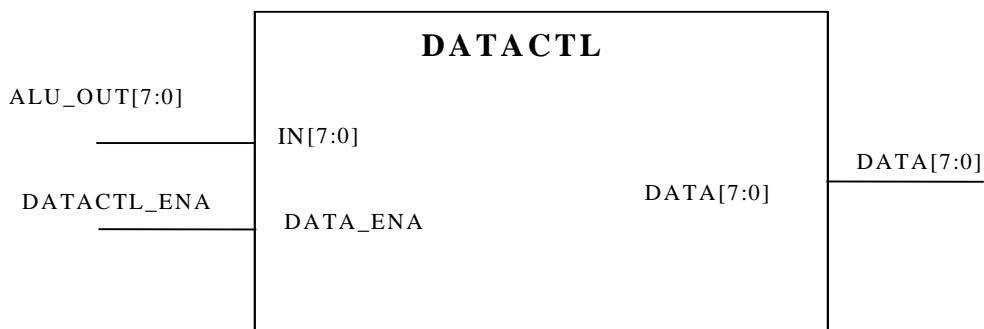 DATACTL
ALU_OUT[7:0]
IN[7:0]
DATA[7:0]
DATACTL_ENA
DATA[7:0]
DATA_ENA